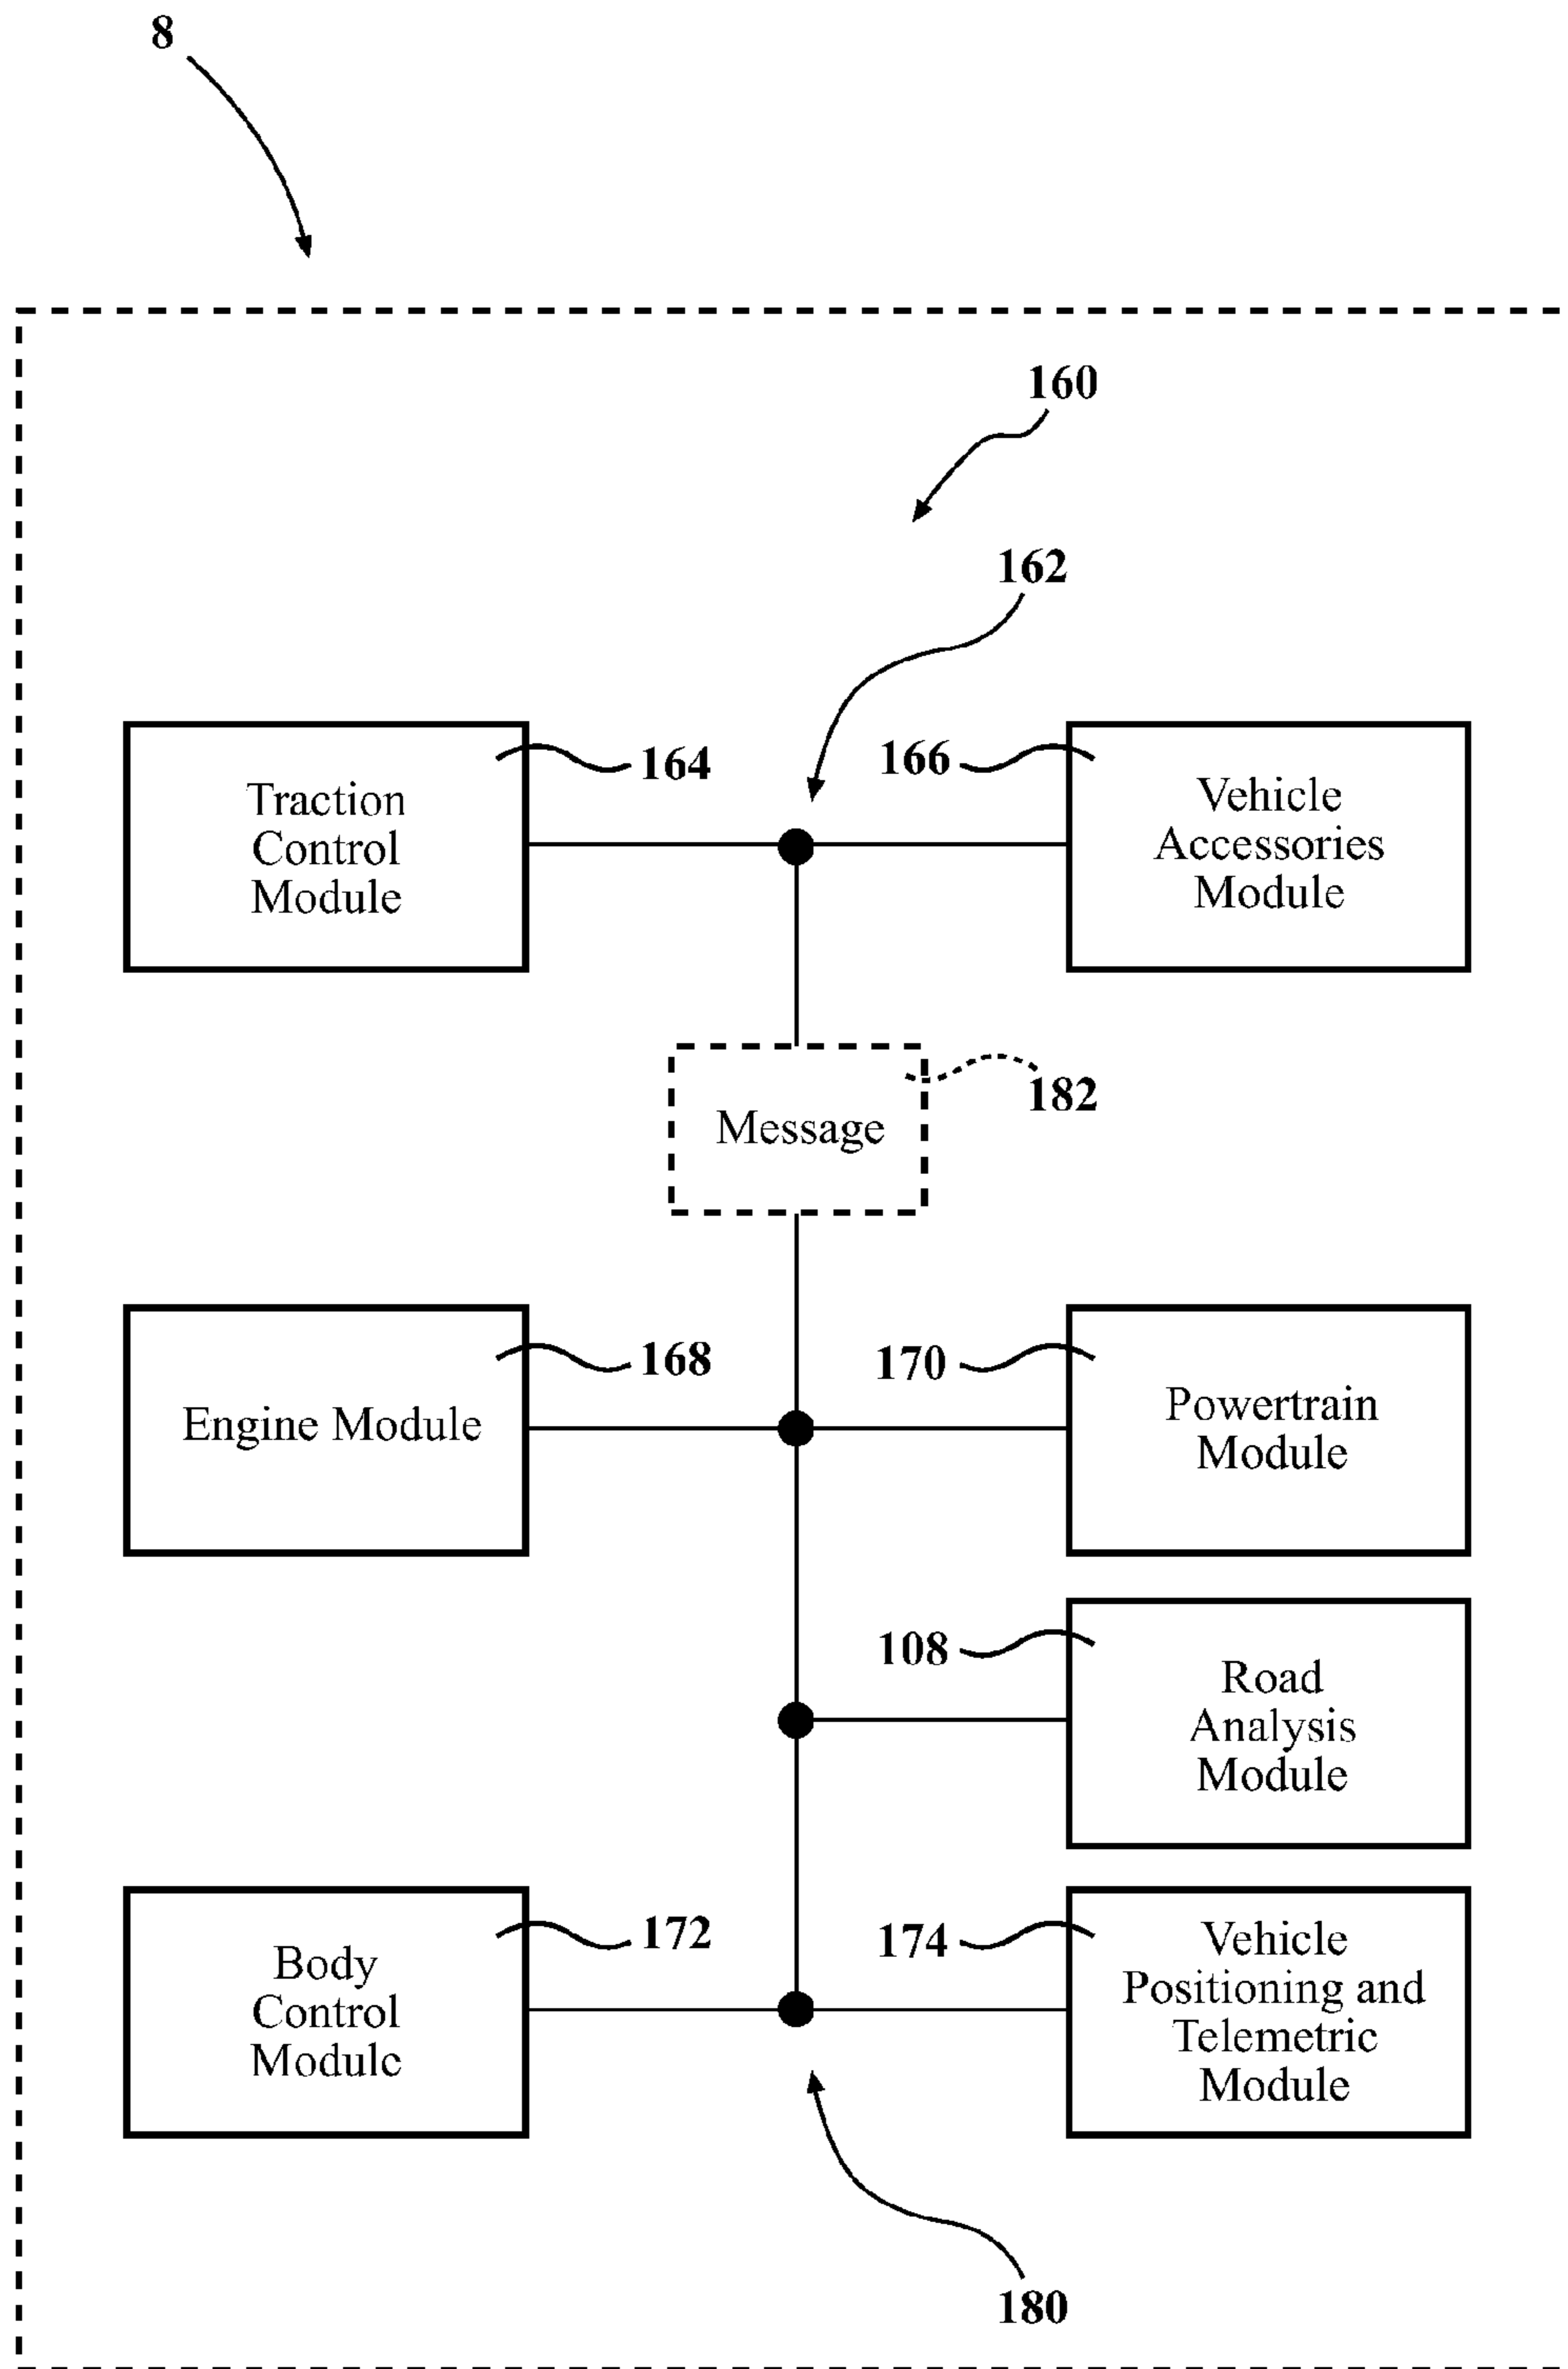 8
160
162
164
Traction
Control
Module
166
Vehicle
Accessories
Module
182
Message
168
Engine Module
170
Powertrain
Module
108
Road
Analysis
Module
172
Body
Control
Module
174
Vehicle
Positioning and
Telemetric
Module
180